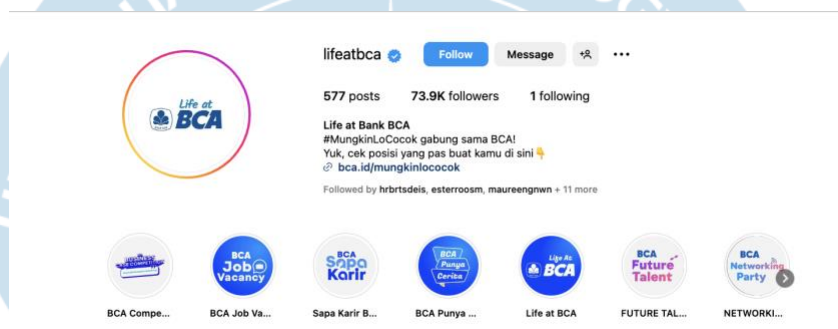 lifeatbca Follow Message
577 posts 73.9K followers 1 following
Life at Bank BCA
#MungkinLoCocok gabung sama BCA!
Yuk, cek posisi yang pas buat kamu di sini👇
bca.id/mungkinlococok
Followed by hrbrtsdeis, esterroosm, maureengnwn + 11 more
Life at
BCA
BUSINESS
CASE COMPETITION
BCA
Job
Vacancy
BCA
Sapa
Karir
BCA
Punya
Cerita
Life At
BCA
BCA
Future
Talent
BCA
Networking
Party
BCA Compe... BCA Job Va... Sapa Karir B... BCA Punya ... Life at BCA FUTURE TAL... NETWORKI...